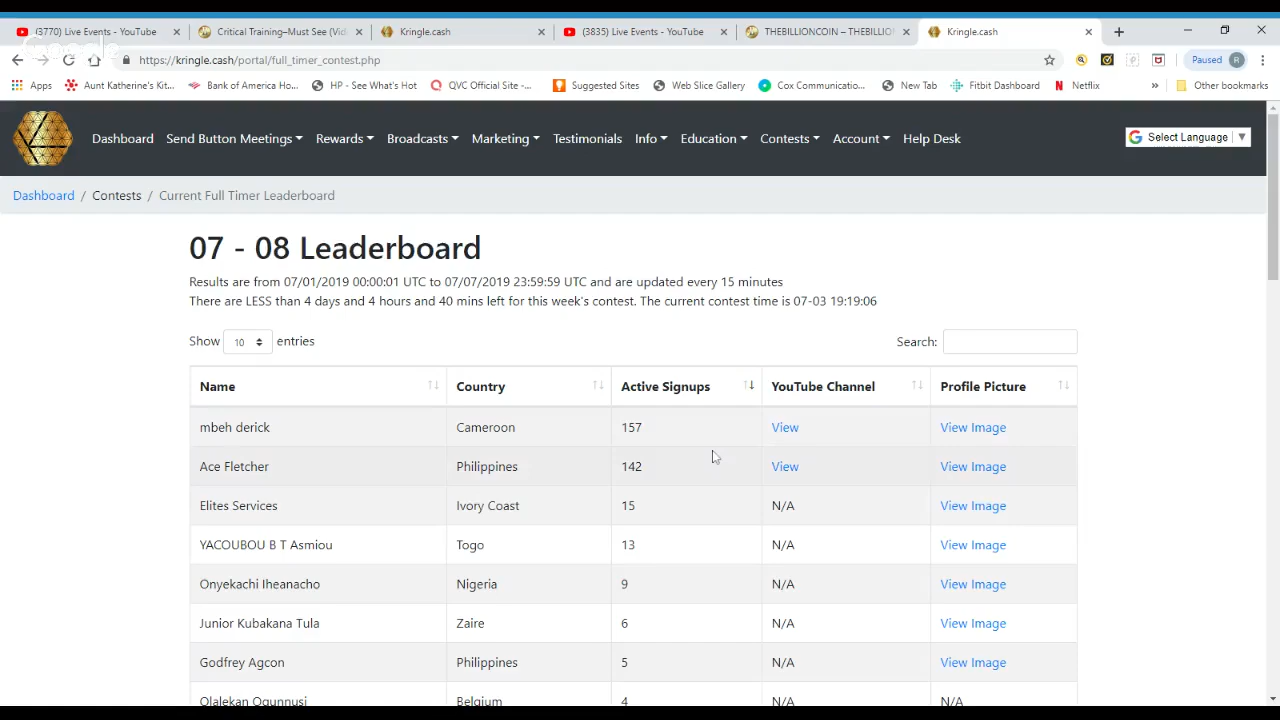 (3770) Live Events - YouTube
Critical Training–Must See (Vid
Kringle.cash
(3835) Live Events - YouTube
THEBILLIONCOIN – THEBILLIO
Kringle.cash
https://kringle.cash/portal/full_timer_contest.php
Paused R
Apps
Aunt Katherine's Kit...
Bank of America Ho...
HP - See What's Hot
QVC Official Site -...
Suggested Sites
Web Slice Gallery
Cox Communicatio...
New Tab
Fitbit Dashboard
Netflix
»
Other bookmarks
Dashboard Send Button Meetings Rewards Broadcasts Marketing Testimonials Info Education Contests Account Help Desk
G Select Language ▼
Dashboard / Contests / Current Full Timer Leaderboard
07 - 08 Leaderboard
Results are from 07/01/2019 00:00:01 UTC to 07/07/2019 23:59:59 UTC and are updated every 15 minutes
There are LESS than 4 days and 4 hours and 40 mins left for this week's contest. The current contest time is 07-03 19:19:06
Show 10 entries
Search:
Name Country Active Signups YouTube Channel Profile Picture
mbeh derick Cameroon 157 View View Image
Ace Fletcher Philippines 142 View View Image
Elites Services Ivory Coast 15 N/A View Image
YACOUBOU B T Asmiou Togo 13 N/A View Image
Onyekachi Iheanacho Nigeria 9 N/A View Image
Junior Kubakana Tula Zaire 6 N/A View Image
Godfrey Agcon Philippines 5 N/A View Image
Olalekan Ogunnusi Belgium 4 N/A N/A